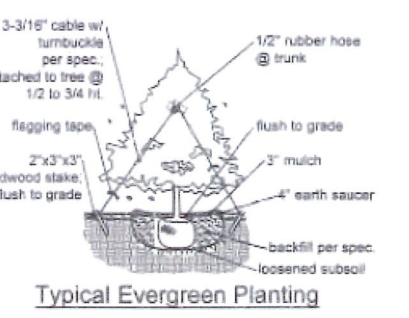 3-3/16" cable w/
turnbuckle
per spec.;
tached to tree @
1/2 to 3/4 ht.
flagging tape
2"x3"x3"
dwood stake;
lush to grade
1/2" rubber hose
@ trunk
flush to grade
3" mulch
4" earth saucer
backfill per spec.
loosened subsoil
Typical Evergreen Planting